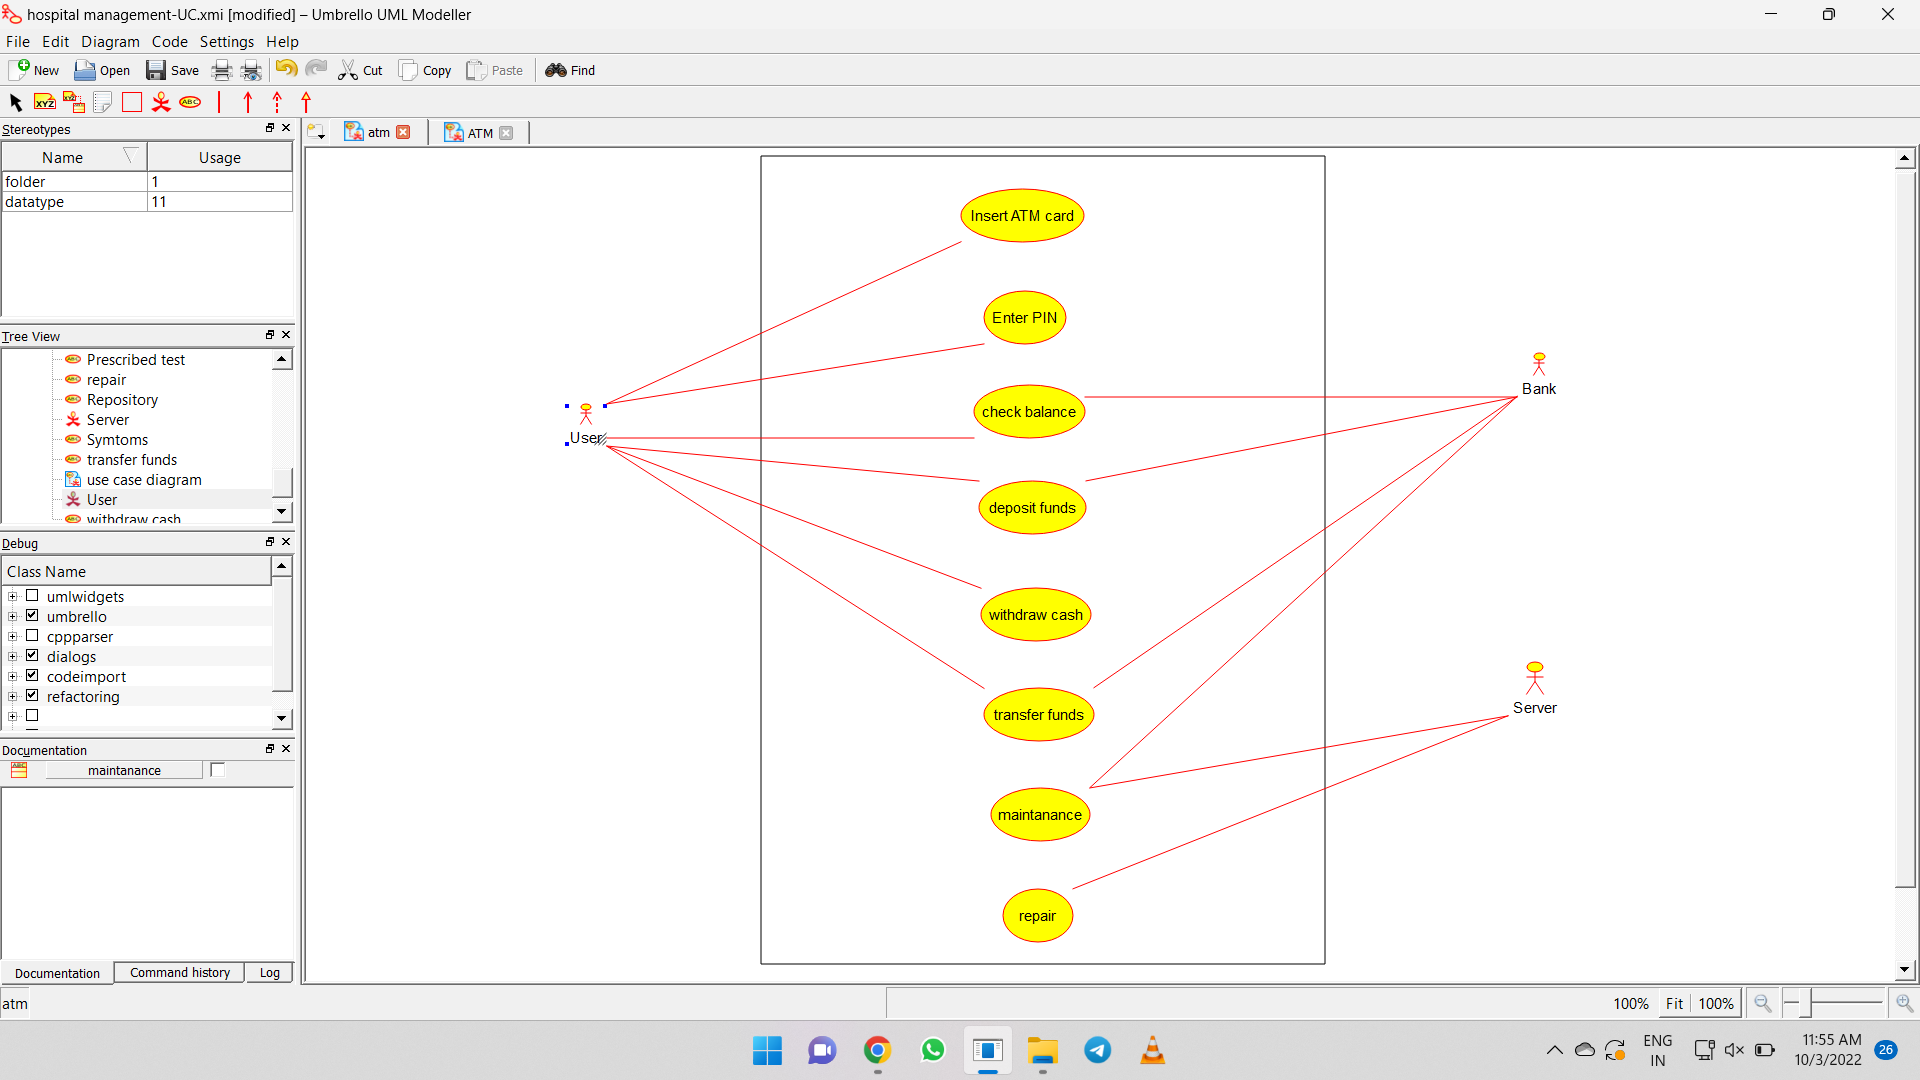 hospital management-UC.xmi [modified] – Umbrello UML Modeller
File Edit Diagram Code Settings Help
New Open Save Cut Copy Paste Find
XYZ XYZ ABC
Stereotypes
atm ATM
Name Usage
folder 1
datatype 11
Tree View
Prescribed test
repair
Repository
Server
Symtoms
transfer funds
use case diagram
User
withdraw cash
Debug
Class Name
umlwidgets
umbrello
cppparser
dialogs
codeimport
refactoring
Documentation
maintanance
Documentation Command history Log
Insert ATM card
Enter PIN
Bank
check balance
User
deposit funds
withdraw cash
Server
transfer funds
maintanance
repair
atm
100% Fit 100%
ENG
IN
11:55 AM
10/3/2022
26